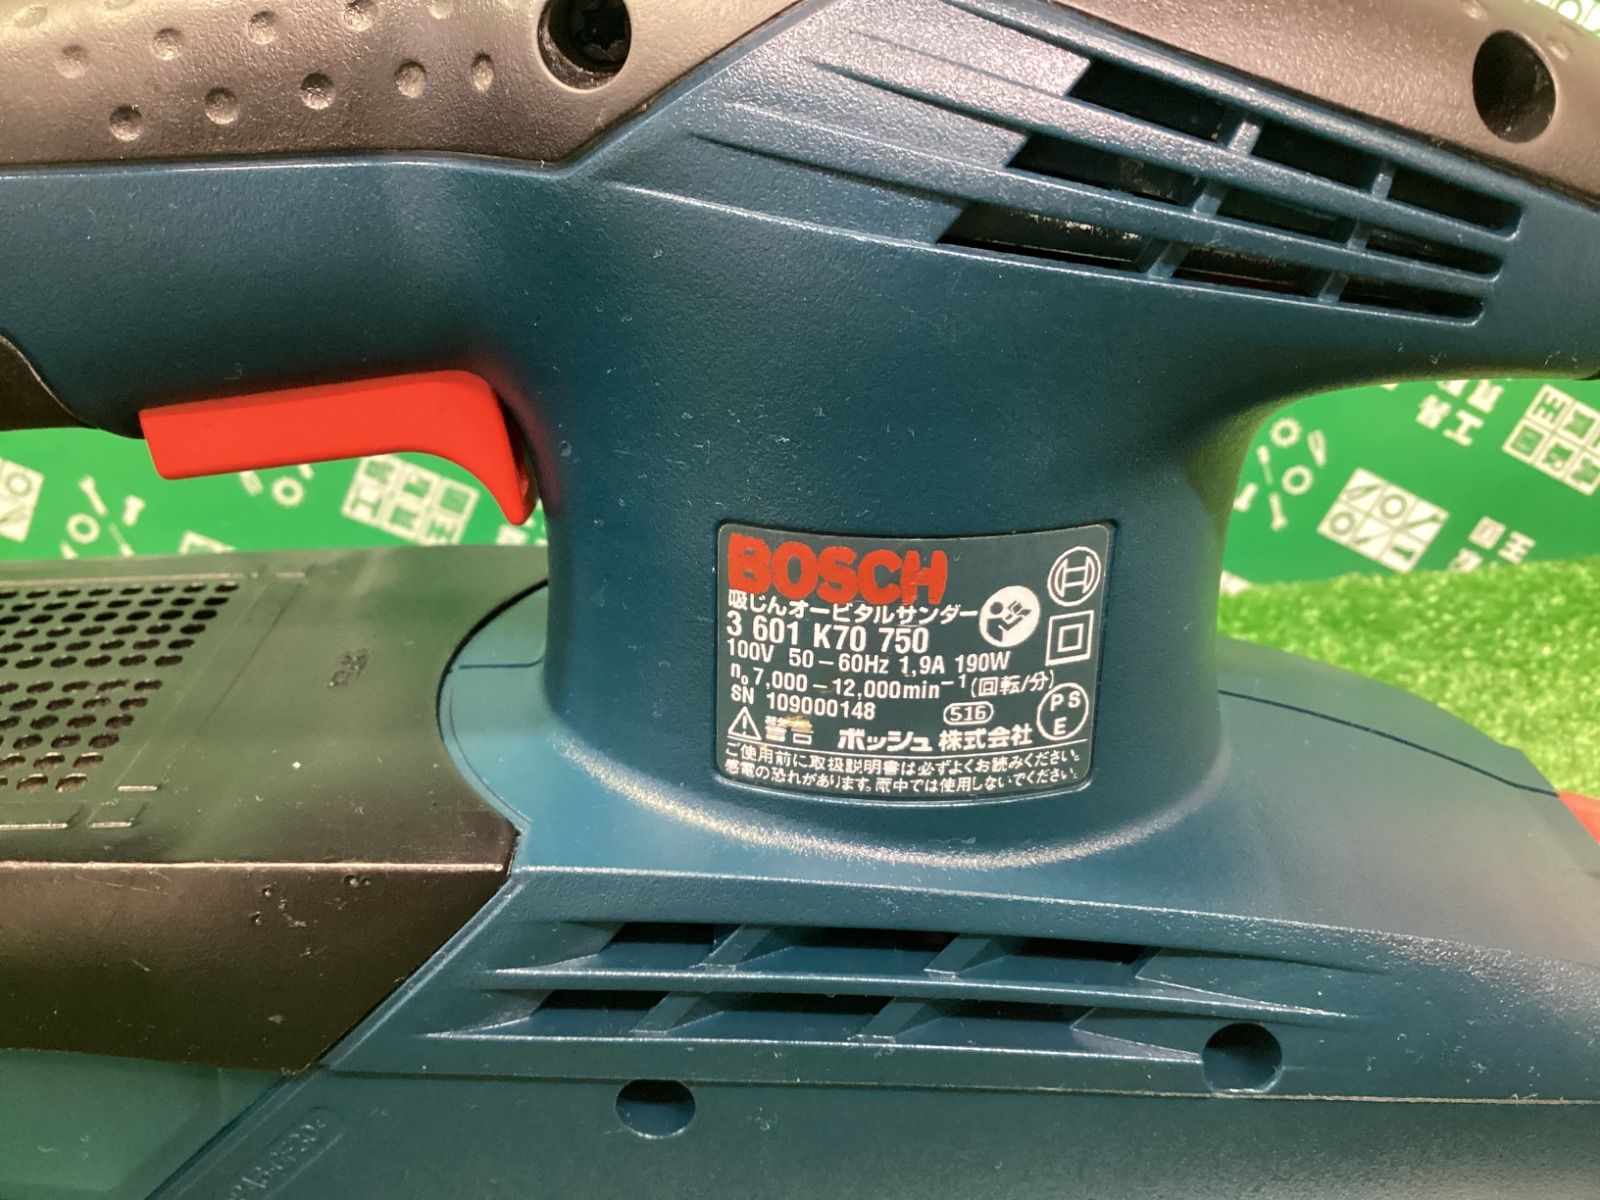 BOSCH
吸じんオービタルサンダー
3 601 K70 750
100V 50-60Hz 1,9A 190W
n₀ 7,000-12,000min⁻¹ (回転/分)
SN 109000148 516 PSE
警告 ボッシュ 株式会社
ご使用前に取扱説明書は必ずよくお読みください。
感電の恐れがあります。雨中では使用しないでください。